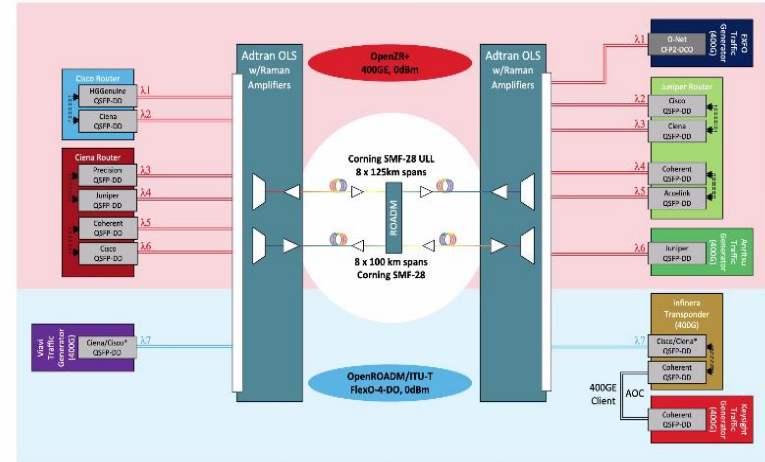 Adtran OLS
w/Raman
Amplifiers
OpenZR+
400GE, 0dBm
Adtran OLS
w/Raman
Amplifiers
λ1
O-Net
CFP2-DCO
EXFO
Traffic
Generator
(400G)
Cisco Router
HGGenuine
QSFP-DD
λ1
Ciena
QSFP-DD
λ2
Juniper Router
λ2
Cisco
QSFP-DD
λ3
Ciena
QSFP-DD
λ4
Coherent
QSFP-DD
λ5
Accelink
QSFP-DD
Ciena Router
Precision
QSFP-DD
λ3
Juniper
QSFP-DD
λ4
Coherent
QSFP-DD
λ5
Cisco
QSFP-DD
λ6
Corning SMF-28 ULL
8 x 125km spans
ROADM
8 x 100 km spans
Corning SMF-28
λ6
Juniper
QSFP-DD
Anritsu
Traffic
Generator
(400G)
Viavi
Traffic
Generator
(400G)
Ciena/Cisco*
QSFP-DD
λ7
OpenROADM/ITU-T
FlexO-4-DO, 0dBm
Infinera
Transponder
(400G)
λ7
Cisco/Ciena*
QSFP-DD
Coherent
QSFP-DD
400GE
Client
AOC
Coherent
QSFP-DD
Keysight
Traffic
Generator
(400G)